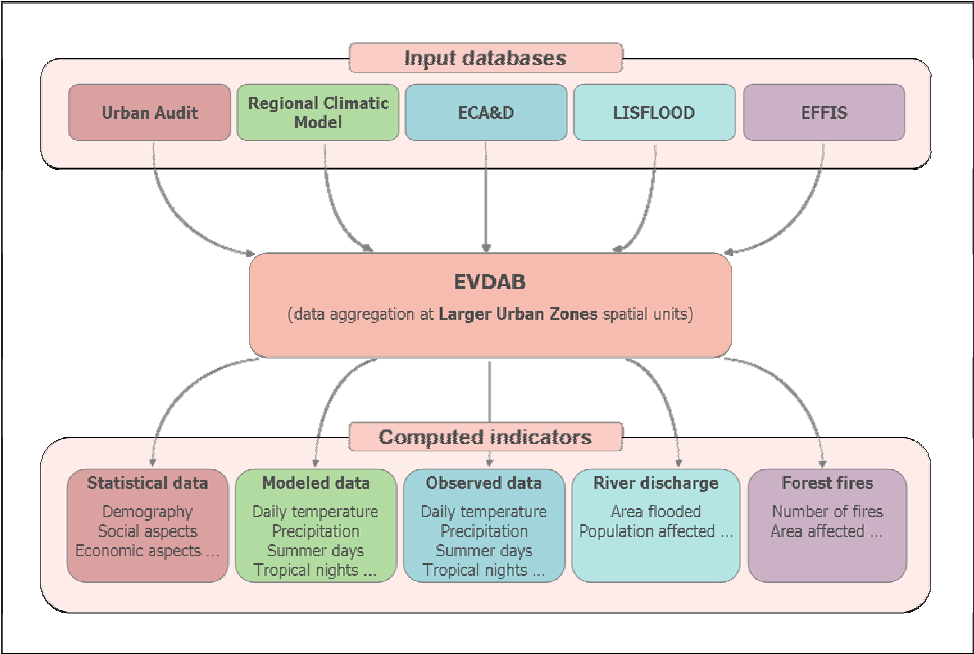 Input databases
Urban Audit
Regional Climatic
Model
ECA&D
LISFLOOD
EFFIS
EVDAB
(data aggregation at Larger Urban Zones spatial units)
Computed indicators
Statistical data
Demography
Social aspects
Economic aspects ...
Modeled data
Daily temperature
Precipitation
Summer days
Tropical nights ...
Observed data
Daily temperature
Precipitation
Summer days
Tropical nights ...
River discharge
Area flooded
Population affected ...
Forest fires
Number of fires
Area affected ...